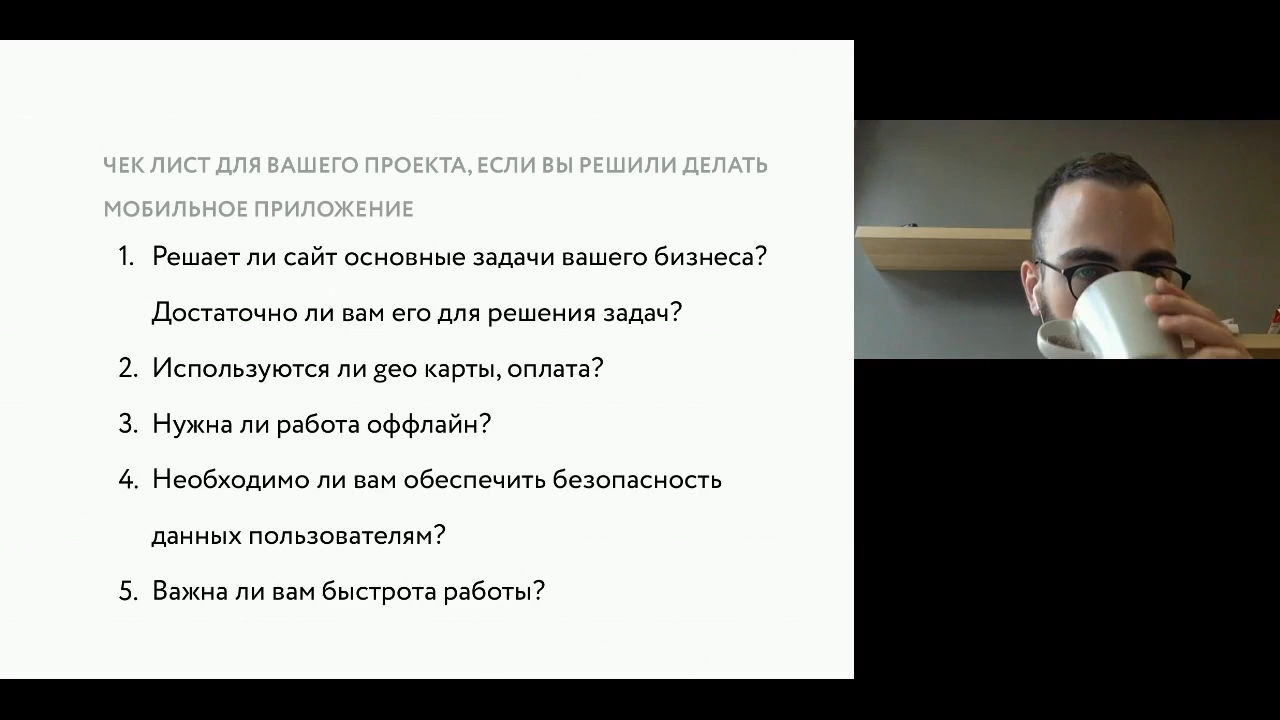 ЧЕК ЛИСТ ДЛЯ ВАШЕГО ПРОЕКТА, ЕСЛИ ВЫ РЕШИЛИ ДЕЛАТЬ
МОБИЛЬНОЕ ПРИЛОЖЕНИЕ
1. Решает ли сайт основные задачи вашего бизнеса?
Достаточно ли вам его для решения задач?
2. Используются ли geo карты, оплата?
3. Нужна ли работа оффлайн?
4. Необходимо ли вам обеспечить безопасность
данных пользователям?
5. Важна ли вам быстрота работы?